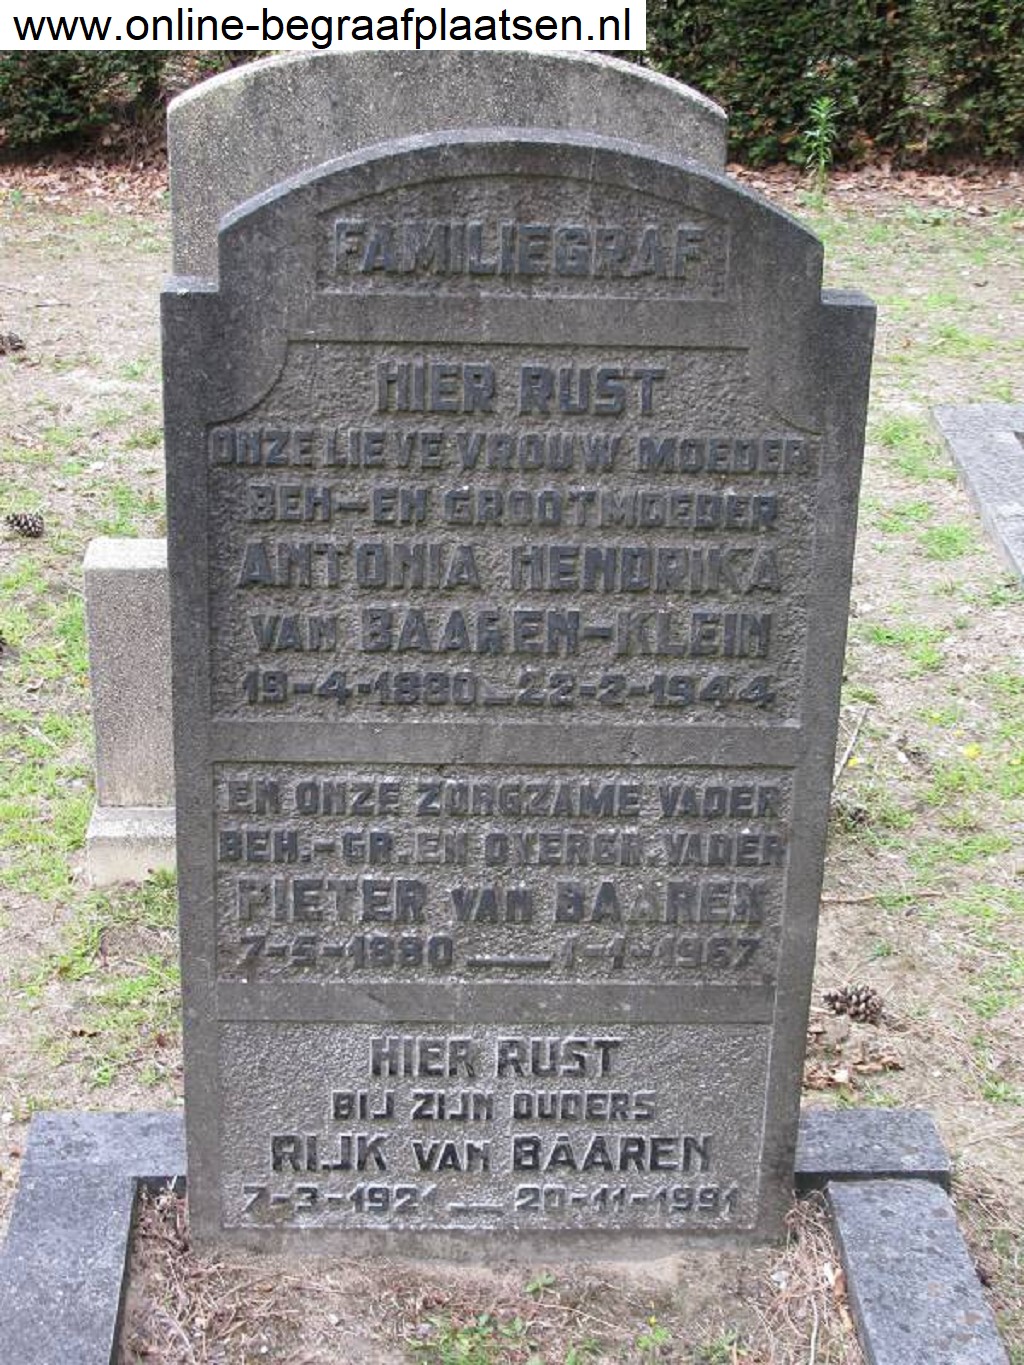 www.online-begraafplaatsen.nl
FAMILIEGRAF
HIER RUST
ONZE LIEVE VROUW MOEDER
BEH- EN GROOTMOEDER
ANTONIA HENDRIKA
VAN BAAREN-KLEIN
19-4-1880 - 22-2-1944
EN ONZE ZORGZAME VADER
BEH.- GR. EN OVERGR. VADER
PIETER VAN BAAREN
7-5-1880 - 1-1-1967
HIER RUST
BIJ ZIJN OUDERS
RIJK VAN BAAREN
7-3-1921 - 20-11-1991